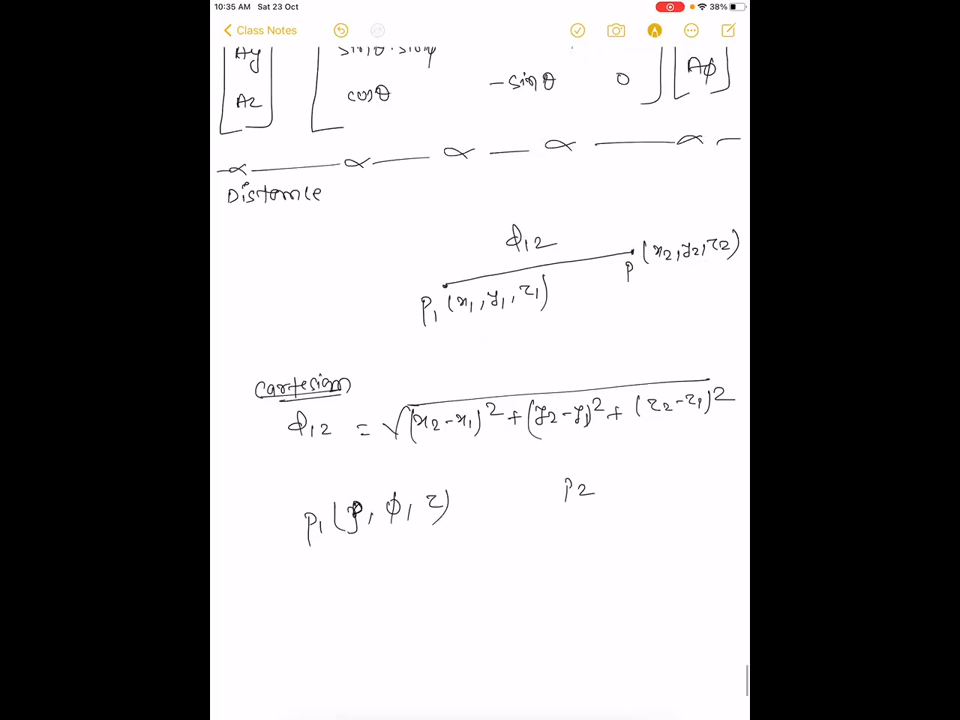 10:35 AM Sat 23 Oct 38%
Class Notes
Ay sinθ·sinφ Aφ
Az cosθ -sinθ 0
Distance
d12
P (x2, y2, z2)
P1 (x1, y1, z1)
Cartesian
d12 = √(x2-x1)2 + (y2-y1)2 + (z2-z1)2
P1 (ρ, φ, z) P2